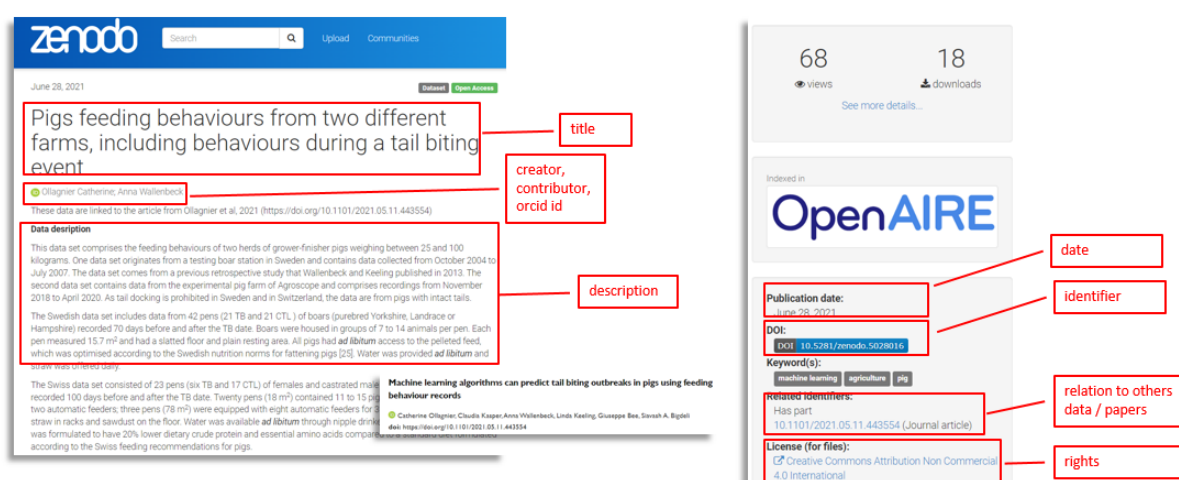 zenodo
Search
Upload
Communities
June 28, 2021
Dataset
Open Access
Pigs feeding behaviours from two different
farms, including behaviours during a tail biting
event
title
Ollagnier Catherine; Anna Wallenbeck
creator,
contributor,
orcid id
These data are linked to the article from Ollagnier et al, 2021 (https://doi.org/10.1101/2021.05.11.443554)
Data desription
This data set comprises the feeding behaviours of two herds of grower-finisher pigs weighing between 25 and 100
kilograms. One data set originates from a testing boar station in Sweden and contains data collected from October 2004 to
July 2007. The data set comes from a previous retrospective study that Wallenbeck and Keeling published in 2013. The
second data set contains data from the experimental pig farm of Agroscope and comprises recordings from November
2018 to April 2020. As tail docking is prohibited in Sweden and in Switzerland, the data are from pigs with intact tails.
description
The Swedish data set includes data from 42 pens (21 TB and 21 CTL ) of boars (purebred Yorkshire, Landrace or
Hampshire) recorded 70 days before and after the TB date. Boars were housed in groups of 7 to 14 animals per pen. Each
pen measured 15.7 m² and had a slatted floor and plain resting area. All pigs had ad libitum access to the pelleted feed,
which was optimised according to the Swedish nutrition norms for fattening pigs [25]. Water was provided ad libitum and
straw was offered daily.
The Swiss data set consisted of 23 pens (six TB and 17 CTL) of females and castrated male
recorded 100 days before and after the TB date. Twenty pens (18 m²) contained 11 to 15 pig
two automatic feeders; three pens (78 m²) were equipped with eight automatic feeders for 3
straw in racks and sawdust on the floor. Water was available ad libitum through nipple drinke
was formulated to have 20% lower dietary crude protein and essential amino acids compared to a standard diet formulated
according to the Swiss feeding recommendations for pigs.
Machine learning algorithms can predict tail biting outbreaks in pigs using feeding
behaviour records
Catherine Ollagnier, Claudia Kasper, Anna Wallenbeck, Linda Keeling, Giuseppe Bee, Siavash A. Bigdeli
doi: https://doi.org/10.1101/2021.05.11.443554
68
18
views
downloads
See more details...
Indexed in
OpenAIRE
Publication date:
June 28, 2021
date
DOI:
DOI 10.5281/zenodo.5028016
identifier
Keyword(s):
machine learning
agriculture
pig
Related identifiers:
Has part
10.1101/2021.05.11.443554 (Journal article)
relation to others
data / papers
License (for files):
Creative Commons Attribution Non Commercial
4.0 International
rights